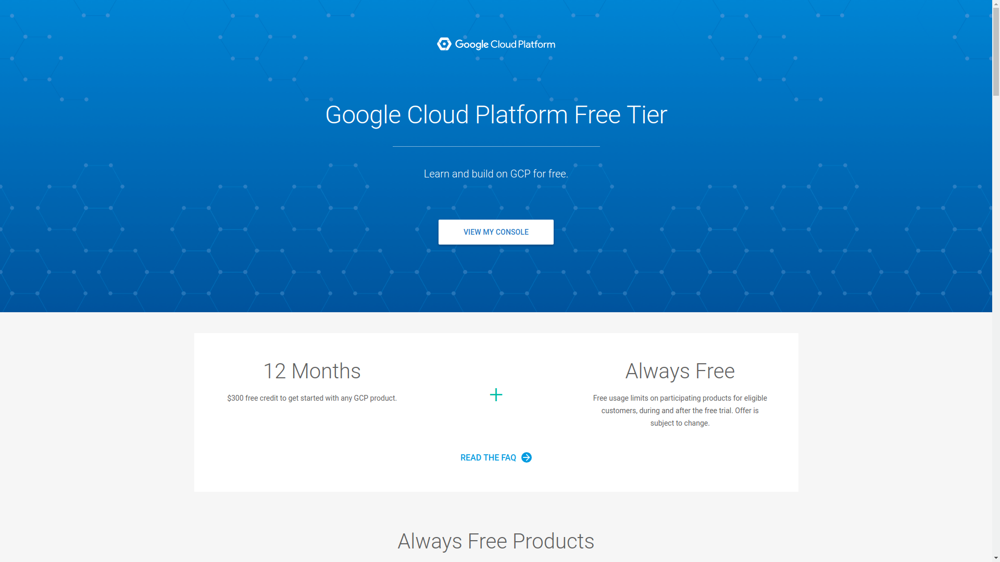 Google Cloud Platform
Google Cloud Platform Free Tier
Learn and build on GCP for free.
VIEW MY CONSOLE
12 Months
$300 free credit to get started with any GCP product.
+
Always Free
Free usage limits on participating products for eligible
customers, during and after the free trial. Offer is
subject to change.
READ THE FAQ
Always Free Products